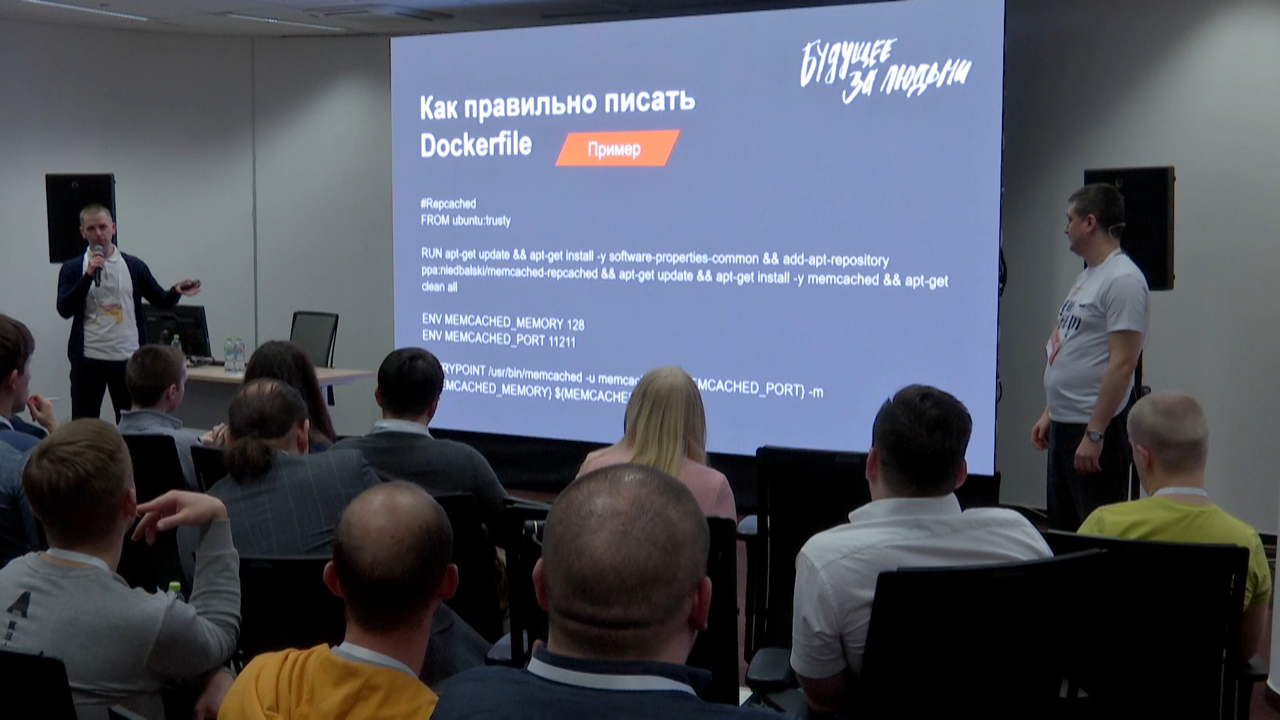 БУДУЩЕЕ
ЗА ЛЮДЬМИ
Как правильно писать
Dockerfile
Пример
#Repcached
FROM ubuntu:trusty
RUN apt-get update && apt-get install -y software-properties-common && add-apt-repository
ppa:niedbalski/memcached-repcached && apt-get update && apt-get install -y memcached && apt-get
clean all
ENV MEMCACHED_MEMORY 128
ENV MEMCACHED_PORT 11211
/usr/bin/memcached -u MEMCACHED_PORT} -m